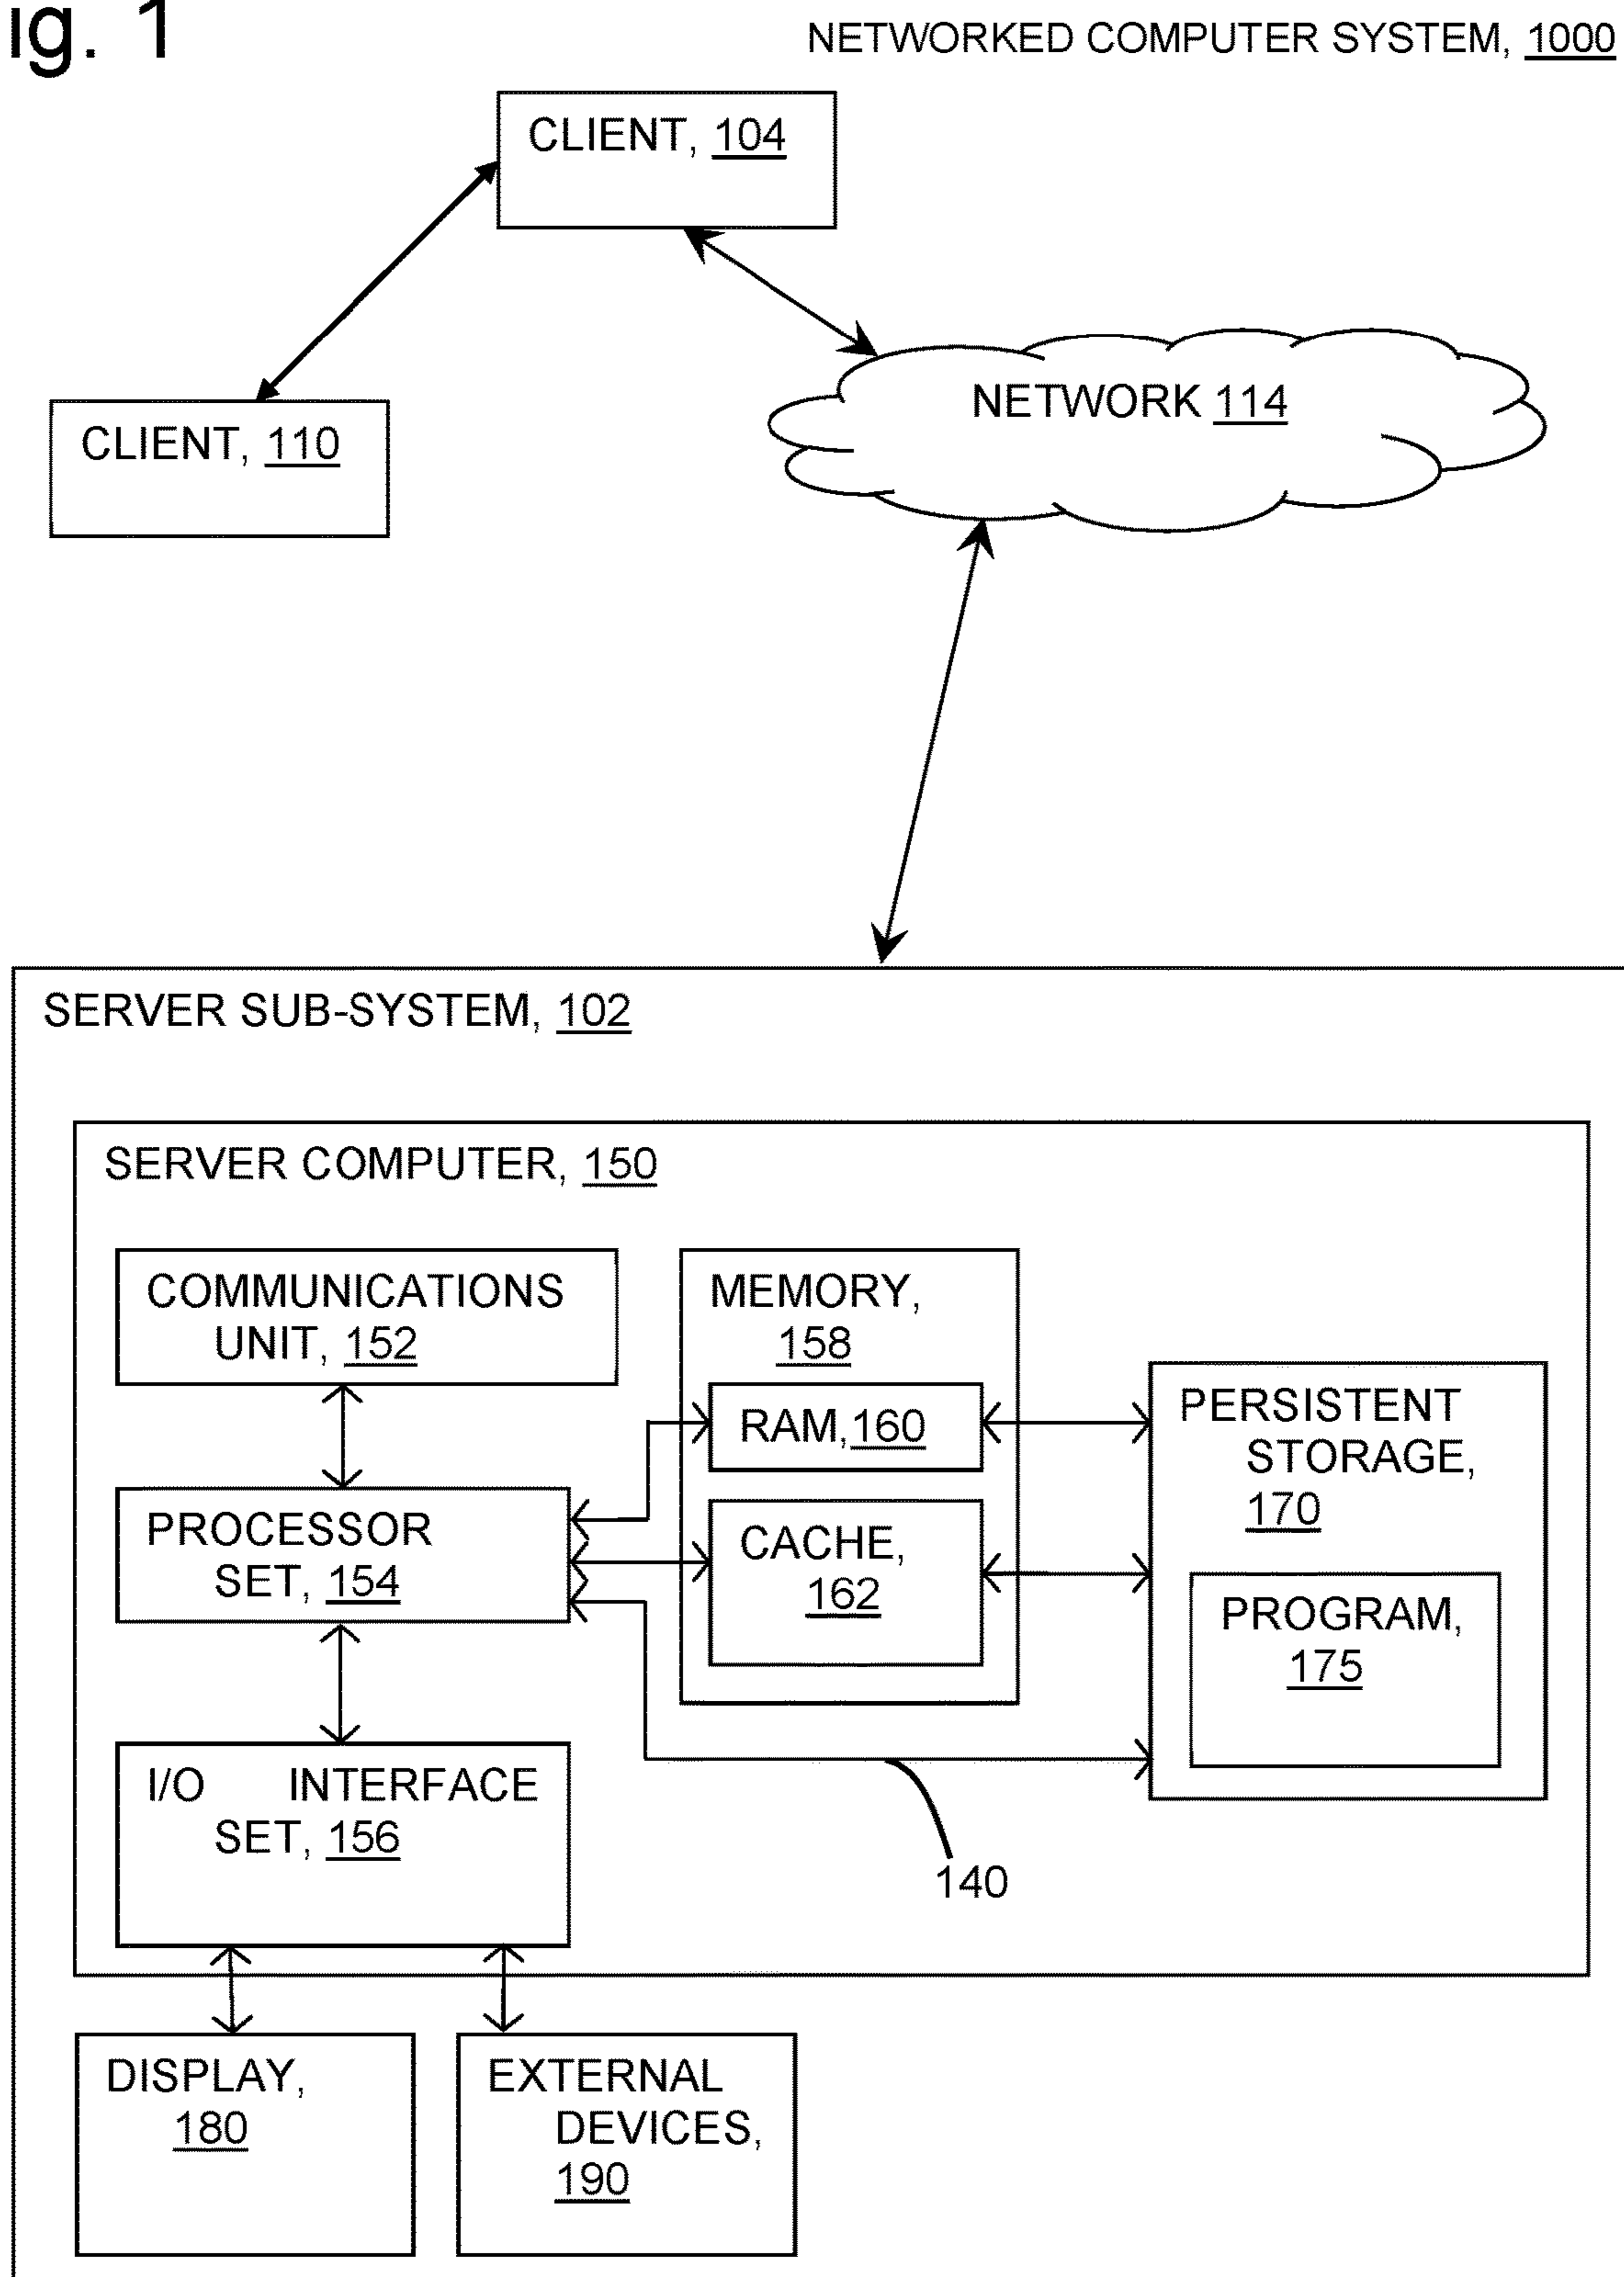 ig. 1
NETWORKED COMPUTER SYSTEM, 1000
CLIENT, 104
CLIENT, 110
NETWORK 114
SERVER SUB-SYSTEM, 102
SERVER COMPUTER, 150
COMMUNICATIONS
UNIT, 152
MEMORY,
158
RAM, 160
PERSISTENT
STORAGE,
170
PROCESSOR
SET, 154
CACHE,
162
PROGRAM,
175
I/O INTERFACE
SET, 156
140
DISPLAY,
180
EXTERNAL
DEVICES,
190